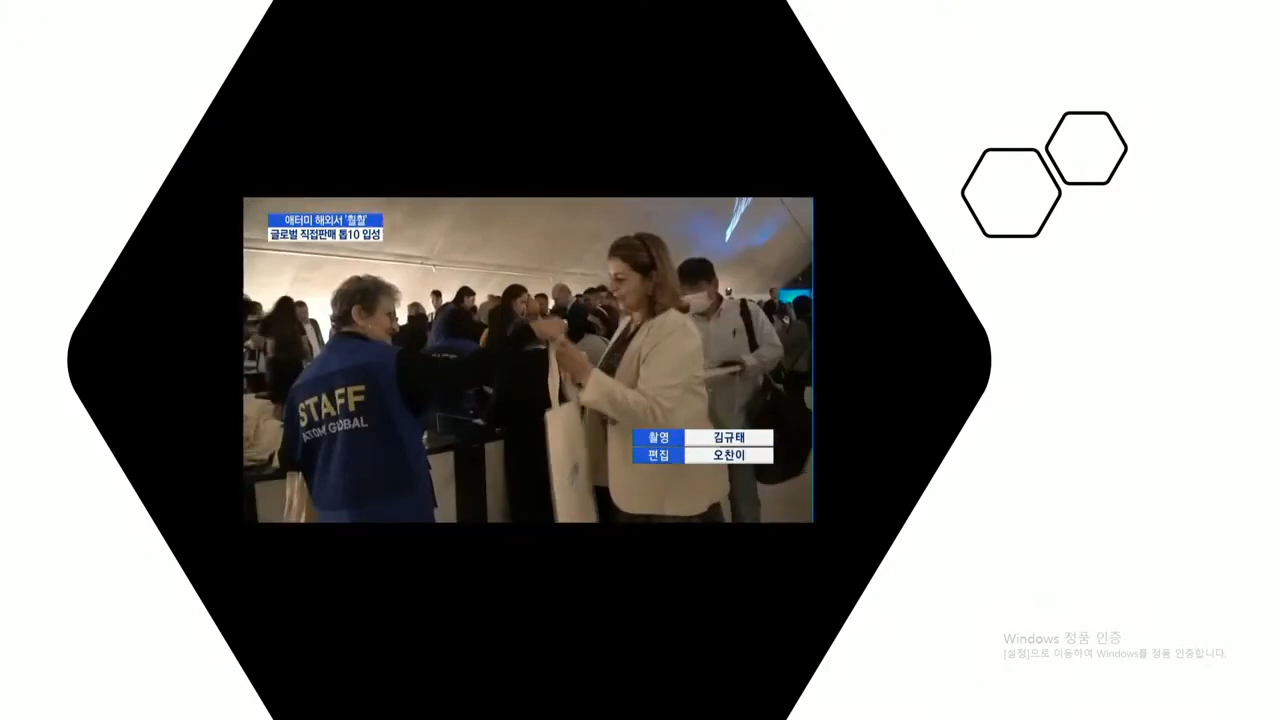 애터미 해외서 '훨훨'
글로벌 직접판매 톱10 입성
STAFF
ATOMY GLOBAL
촬영 김규태
편집 오찬이
Windows 정품 인증
[설정]으로 이동하여 Windows를 정품 인증합니다.